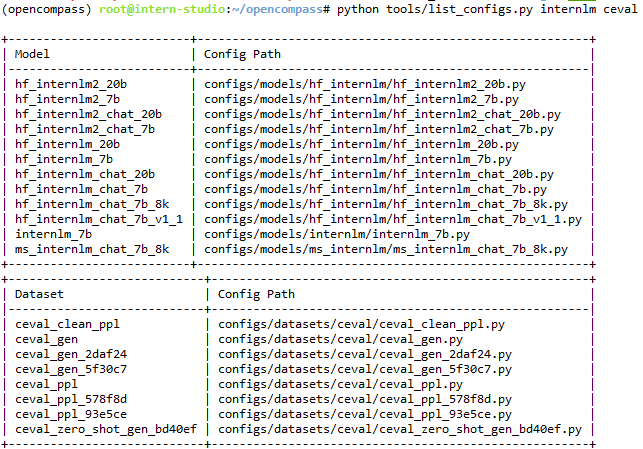 (opencompass) root@intern-studio:~/opencompass# python tools/list_configs.py internlm ceval
+--------------------------+--------------------------------------------------------+
| Model | Config Path |
|--------------------------+--------------------------------------------------------|
| hf_internlm2_20b | configs/models/hf_internlm/hf_internlm2_20b.py |
| hf_internlm2_7b | configs/models/hf_internlm/hf_internlm2_7b.py |
| hf_internlm2_chat_20b | configs/models/hf_internlm/hf_internlm2_chat_20b.py |
| hf_internlm2_chat_7b | configs/models/hf_internlm/hf_internlm2_chat_7b.py |
| hf_internlm_20b | configs/models/hf_internlm/hf_internlm_20b.py |
| hf_internlm_7b | configs/models/hf_internlm/hf_internlm_7b.py |
| hf_internlm_chat_20b | configs/models/hf_internlm/hf_internlm_chat_20b.py |
| hf_internlm_chat_7b | configs/models/hf_internlm/hf_internlm_chat_7b.py |
| hf_internlm_chat_7b_8k | configs/models/hf_internlm/hf_internlm_chat_7b_8k.py |
| hf_internlm_chat_7b_v1_1 | configs/models/hf_internlm/hf_internlm_chat_7b_v1_1.py |
| internlm_7b | configs/models/internlm/internlm_7b.py |
| ms_internlm_chat_7b_8k | configs/models/ms_internlm/ms_internlm_chat_7b_8k.py |
+--------------------------+--------------------------------------------------------+
+----------------------------+------------------------------------------------------+
| Dataset | Config Path |
|----------------------------+------------------------------------------------------|
| ceval_clean_ppl | configs/datasets/ceval/ceval_clean_ppl.py |
| ceval_gen | configs/datasets/ceval/ceval_gen.py |
| ceval_gen_2daf24 | configs/datasets/ceval/ceval_gen_2daf24.py |
| ceval_gen_5f30c7 | configs/datasets/ceval/ceval_gen_5f30c7.py |
| ceval_ppl | configs/datasets/ceval/ceval_ppl.py |
| ceval_ppl_578f8d | configs/datasets/ceval/ceval_ppl_578f8d.py |
| ceval_ppl_93e5ce | configs/datasets/ceval/ceval_ppl_93e5ce.py |
| ceval_zero_shot_gen_bd40ef | configs/datasets/ceval/ceval_zero_shot_gen_bd40ef.py |
+----------------------------+------------------------------------------------------+